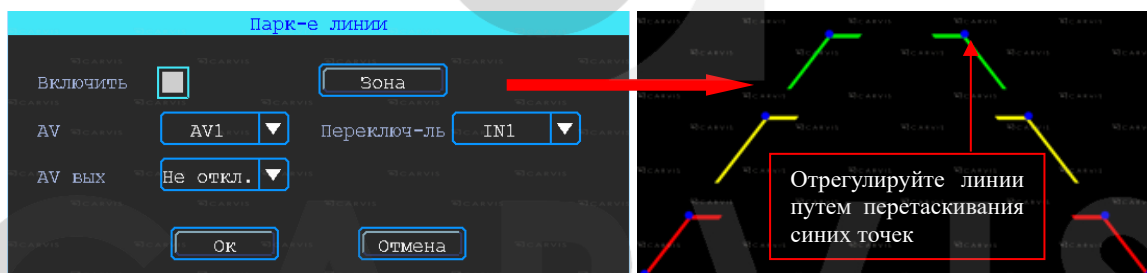 Парк-е линии
Включить
Зона
AV
AV1
Переключ-ль
IN1
AV вых
Не откл.
Ок
Отмена
Отрегулируйте линии
путем перетаскивания
синих точек
CARVIS